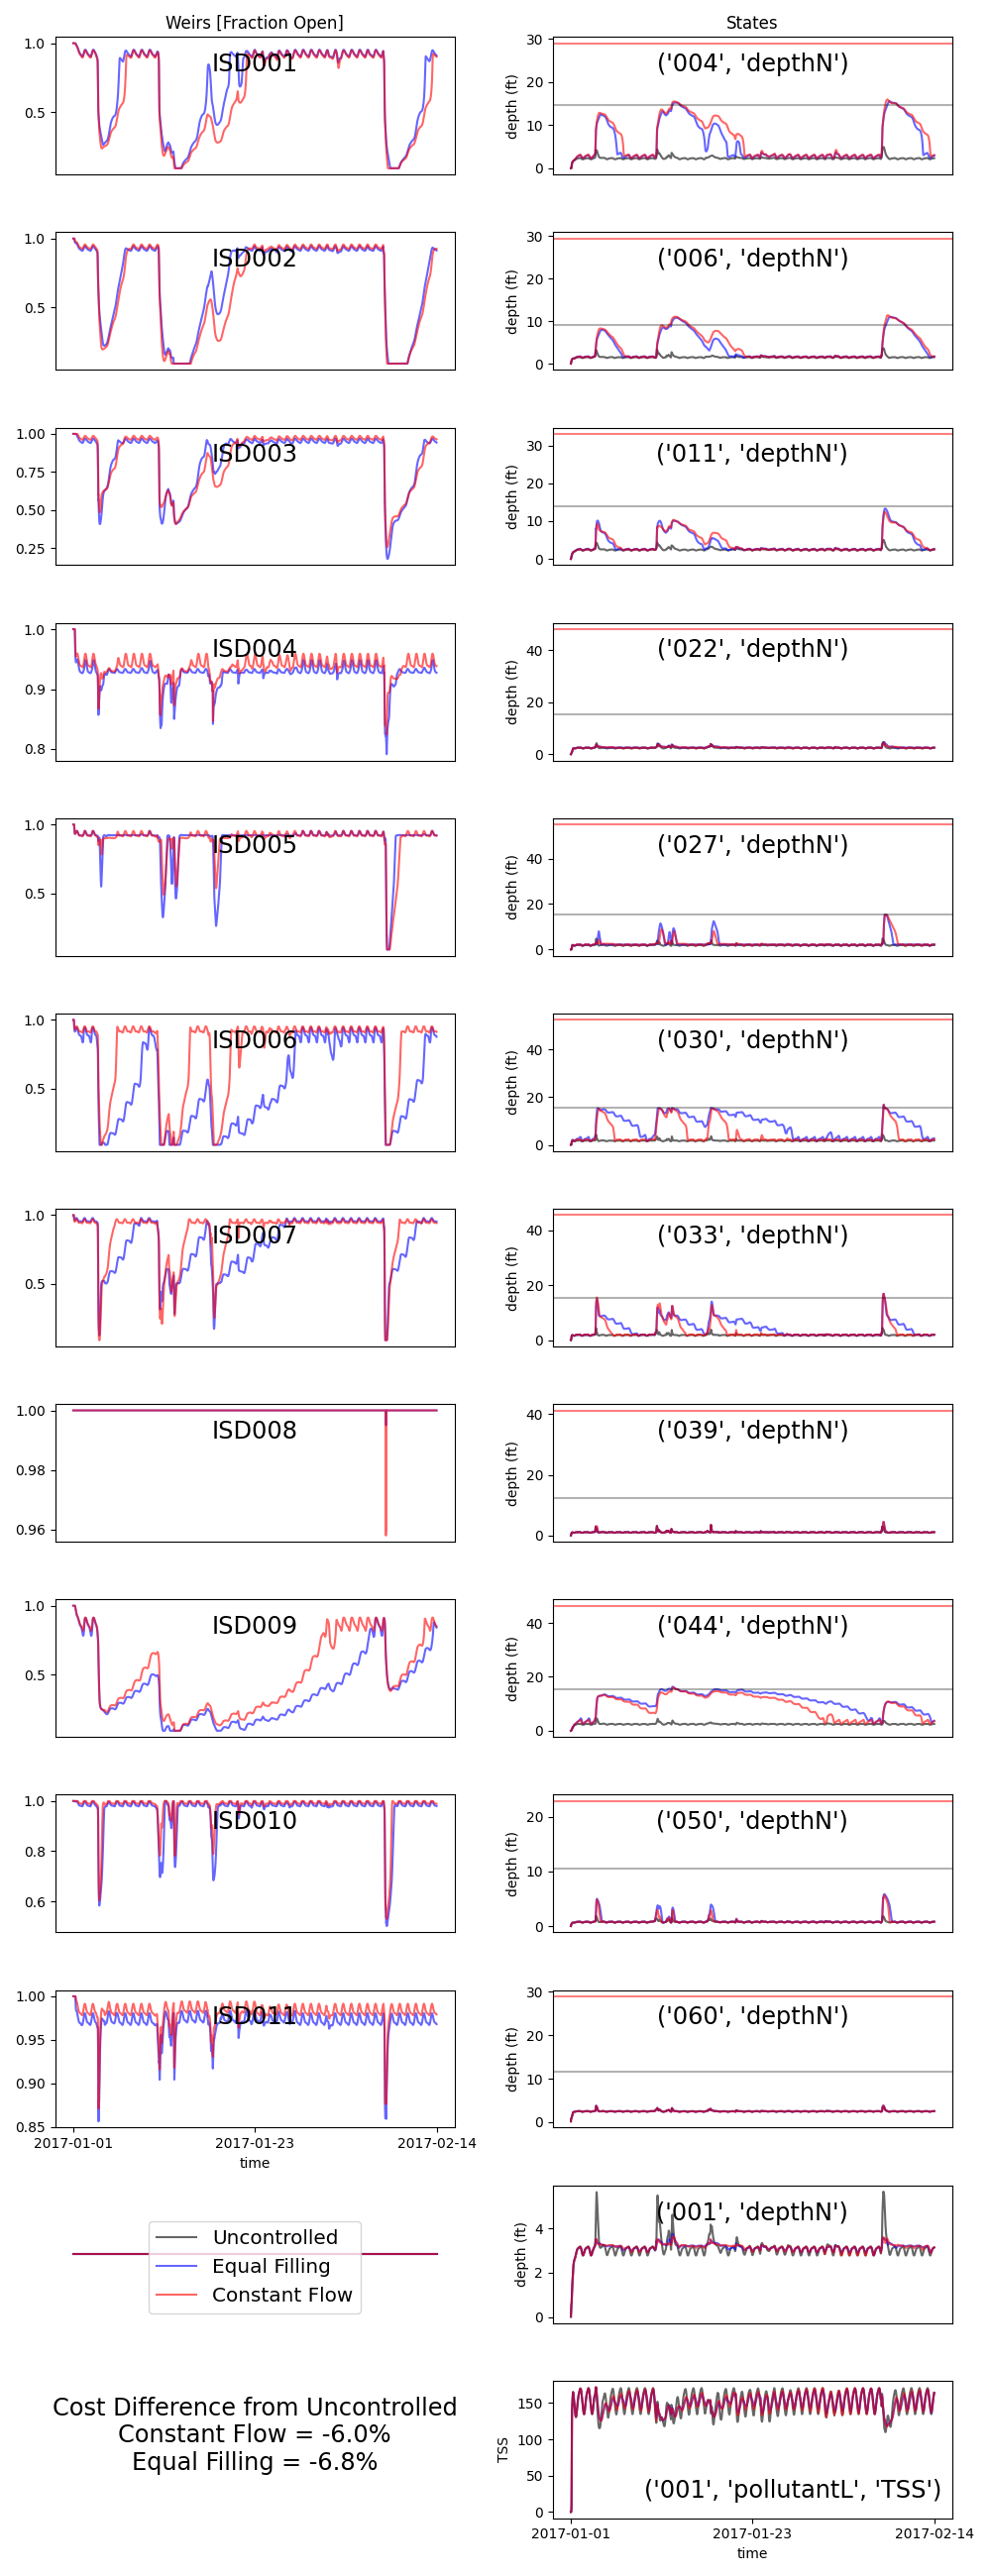 Weirs [Fraction Open]
States
1.0
0.5
ISD001
depth (ft)
30
20
10
0
('004', 'depthN')
1.0
0.5
ISD002
depth (ft)
30
20
10
0
('006', 'depthN')
1.00
0.75
0.50
0.25
ISD003
depth (ft)
30
20
10
0
('011', 'depthN')
1.0
0.9
0.8
ISD004
depth (ft)
40
20
0
('022', 'depthN')
1.0
0.5
ISD005
depth (ft)
40
20
0
('027', 'depthN')
1.0
0.5
ISD006
depth (ft)
40
20
0
('030', 'depthN')
1.0
0.5
ISD007
depth (ft)
40
20
0
('033', 'depthN')
1.00
0.98
0.96
ISD008
depth (ft)
40
20
0
('039', 'depthN')
1.0
0.5
ISD009
depth (ft)
40
20
0
('044', 'depthN')
1.0
0.8
0.6
ISD010
depth (ft)
20
10
0
('050', 'depthN')
1.00
0.95
0.90
0.85
ISD011
2017-01-01
2017-01-23
2017-02-14
time
depth (ft)
30
20
10
0
('060', 'depthN')
Uncontrolled
Equal Filling
Constant Flow
depth (ft)
4
2
0
('001', 'depthN')
Cost Difference from Uncontrolled
Constant Flow = -6.0%
Equal Filling = -6.8%
TSS
150
100
50
0
('001', 'pollutantL', 'TSS')
2017-01-01
2017-01-23
2017-02-14
time